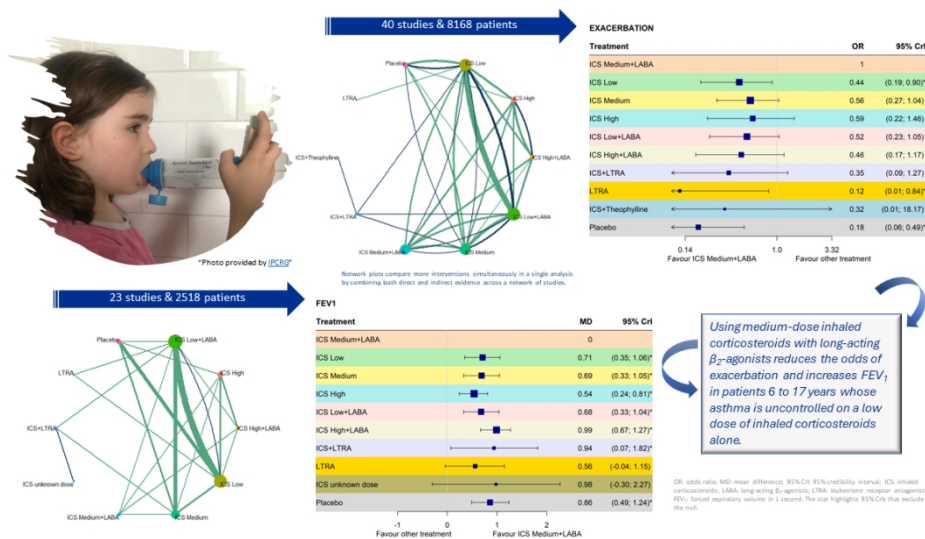 40 studies & 8168 patients
Placebo
ICS Low
LTRA
ICS High
ICS+Theophylline
ICS High+LABA
ICS+LTRA
ICS Low+LABA
ICS Medium+LABA
ICS Medium
Network plots compare more interventions simultaneously in a single analysis
by combining both direct and indirect evidence across a network of studies.
"Photo provided by IPCRG"
EXACERBATION
Treatment OR 95% CrI
ICS Medium+LABA 1
ICS Low 0.44 (0.19; 0.90)*
ICS Medium 0.56 (0.27; 1.04)
ICS High 0.59 (0.22; 1.46)
ICS Low+LABA 0.52 (0.23; 1.05)
ICS High+LABA 0.46 (0.17; 1.17)
ICS+LTRA 0.35 (0.09; 1.27)
LTRA 0.12 (0.01; 0.84)*
ICS+Theophylline 0.32 (0.01; 18.17)
Placebo 0.18 (0.06; 0.49)*
0.14 1.0 3.32
Favour ICS Medium+LABA Favour other treatment
23 studies & 2518 patients
Placebo
ICS Low+LABA
LTRA
ICS High
ICS+LTRA
ICS High+LABA
ICS unknown dose
ICS Low
ICS Medium+LABA
ICS Medium
FEV1
Treatment MD 95% CrI
ICS Medium+LABA 0
ICS Low 0.71 (0.35; 1.06)*
ICS Medium 0.69 (0.33; 1.05)*
ICS High 0.54 (0.24; 0.81)*
ICS Low+LABA 0.68 (0.33; 1.04)*
ICS High+LABA 0.99 (0.67; 1.27)*
ICS+LTRA 0.94 (0.07; 1.82)*
LTRA 0.56 (-0.04; 1.15)
ICS unknown dose 0.98 (-0.30; 2.27)
Placebo 0.86 (0.49; 1.24)*
-1 0 1 2
Favour other treatment Favour ICS Medium+LABA
Using medium-dose inhaled
corticosteroids with long-acting
β₂-agonists reduces the odds of
exacerbation and increases FEV₁
in patients 6 to 17 years whose
asthma is uncontrolled on a low
dose of inhaled corticosteroids
alone.
OR: odds ratio; MD: mean difference; 95% CrI: 95% credibility interval; ICS: inhaled
corticosteroids; LABA: long-acting β₂-agonists; LTRA: leukotriene receptor antagonist
FEV₁: forced expiratory volume in 1 second. The star highlights 95% CrIs that exclude
the null.